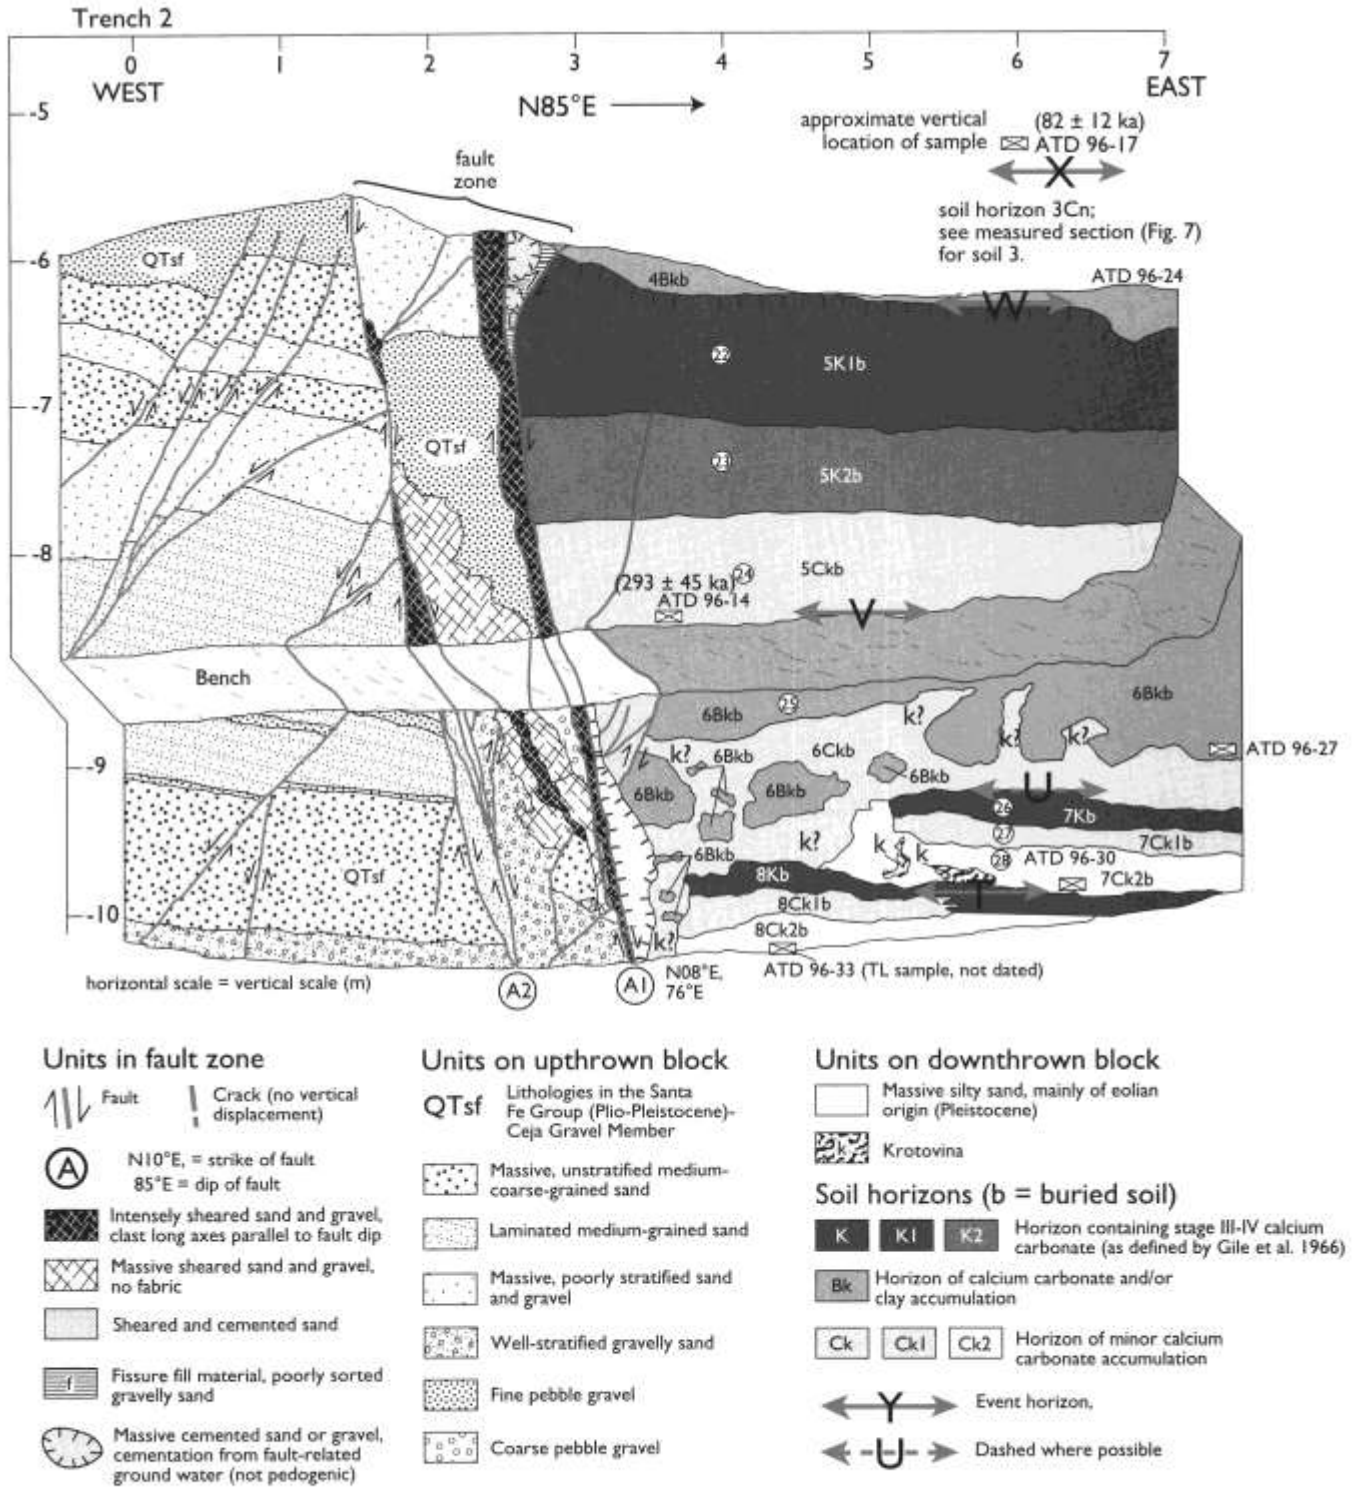 Trench 2
0 1 2 3 4 5 6 7
WEST
EAST
N85°E
-5
approximate vertical
location of sample
(82 ± 12 ka)
ATD 96-17
X
fault
zone
soil horizon 3Cn;
see measured section (Fig. 7)
for soil 3.
-6
QTsf
4Bkb
ATD 96-24
W
22
5K1b
-7
QTsf
23
5K2b
-8
24
5Ckb
(293 ± 45 ka)
ATD 96-14
V
Bench
6Bkb
25
6Bkb
k?
k?
k?
-9
k?
6Bkb
6Ckb
6Bkb
ATD 96-27
6Bkb
6Bkb
U
26
7Kb
27
7Ck1b
k?
k
k
28
ATD 96-30
6Bkb
QTsf
8Kb
7Ck2b
T
-10
8Ck1b
8Ck2b
k?
horizontal scale = vertical scale (m)
A2
A1
N08°E,
76°E
ATD 96-33 (TL sample, not dated)
Units in fault zone
Fault
Crack (no vertical
displacement)
A
N10°E, = strike of fault
85°E = dip of fault
Intensely sheared sand and gravel,
clast long axes parallel to fault dip
Massive sheared sand and gravel,
no fabric
Sheared and cemented sand
f
Fissure fill material, poorly sorted
gravelly sand
Massive cemented sand or gravel,
cementation from fault-related
ground water (not pedogenic)
Units on upthrown block
QTsf
Lithologies in the Santa
Fe Group (Plio-Pleistocene)-
Ceja Gravel Member
Massive, unstratified medium-
coarse-grained sand
Laminated medium-grained sand
Massive, poorly stratified sand
and gravel
Well-stratified gravelly sand
Fine pebble gravel
Coarse pebble gravel
Units on downthrown block
Massive silty sand, mainly of eolian
origin (Pleistocene)
k
Krotovina
Soil horizons (b = buried soil)
K K1 K2
Horizon containing stage III-IV calcium
carbonate (as defined by Gile et al. 1966)
Bk
Horizon of calcium carbonate and/or
clay accumulation
Ck Ck1 Ck2
Horizon of minor calcium
carbonate accumulation
Y
Event horizon,
U
Dashed where possible